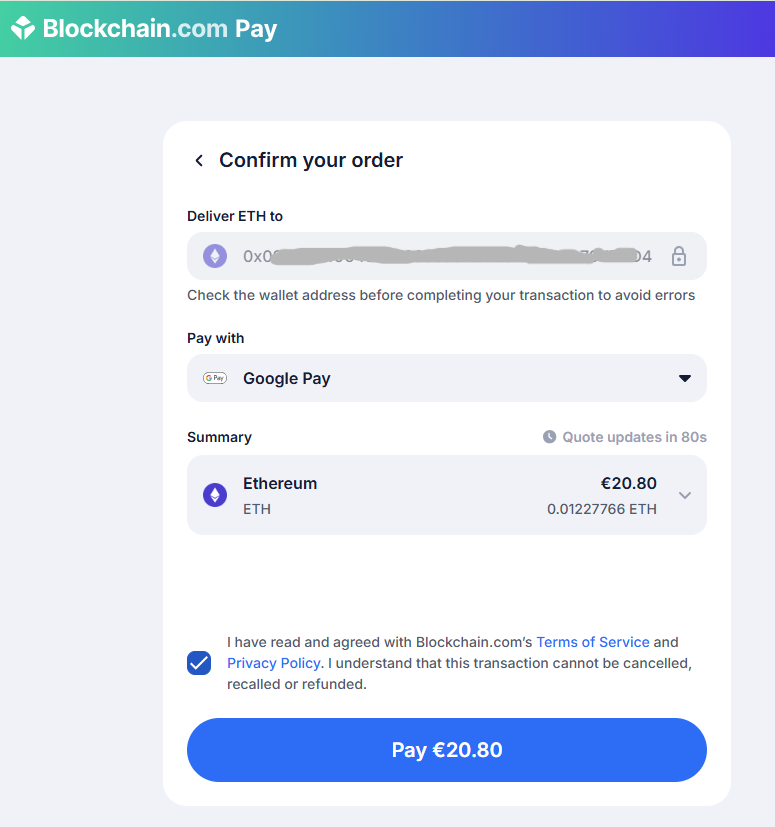 Blockchain.com Pay
Confirm your order
Deliver ETH to
Check the wallet address before completing your transaction to avoid errors
Pay with
G Pay Google Pay
Summary Quote updates in 80s
Ethereum €20.80
ETH 0.01227766 ETH
I have read and agreed with Blockchain.com's Terms of Service and
Privacy Policy. I understand that this transaction cannot be cancelled,
recalled or refunded.
Pay €20.80